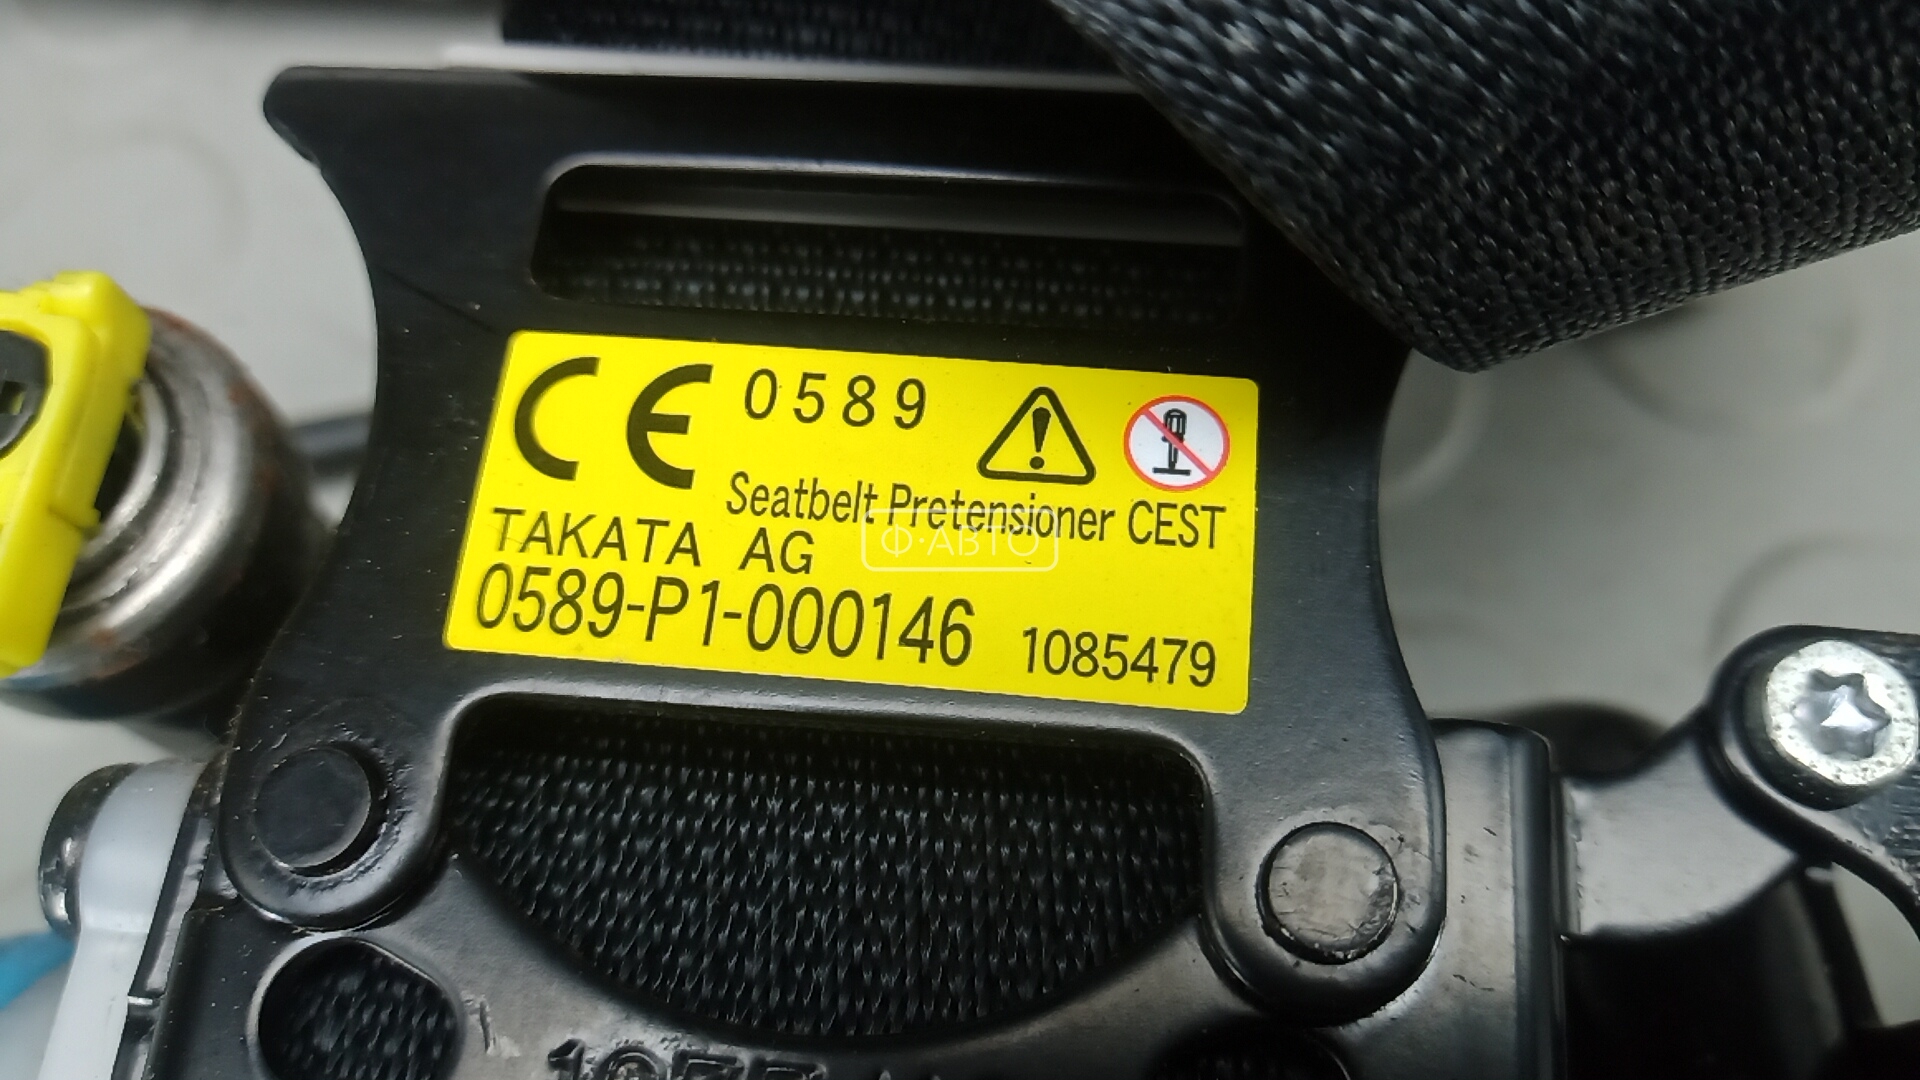 CE 0589
Seatbelt Pretensioner CEST
TAKATA AG
Ф·АВТО
0589-P1-000146 1085479